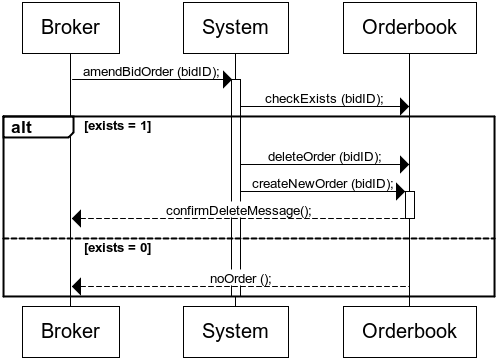 Broker System Orderbook
amendBidOrder (bidID);
checkExists (bidID);
alt [exists = 1]
deleteOrder (bidID);
createNewOrder (bidID);
confirmDeleteMessage();
[exists = 0]
noOrder ();
Broker System Orderbook